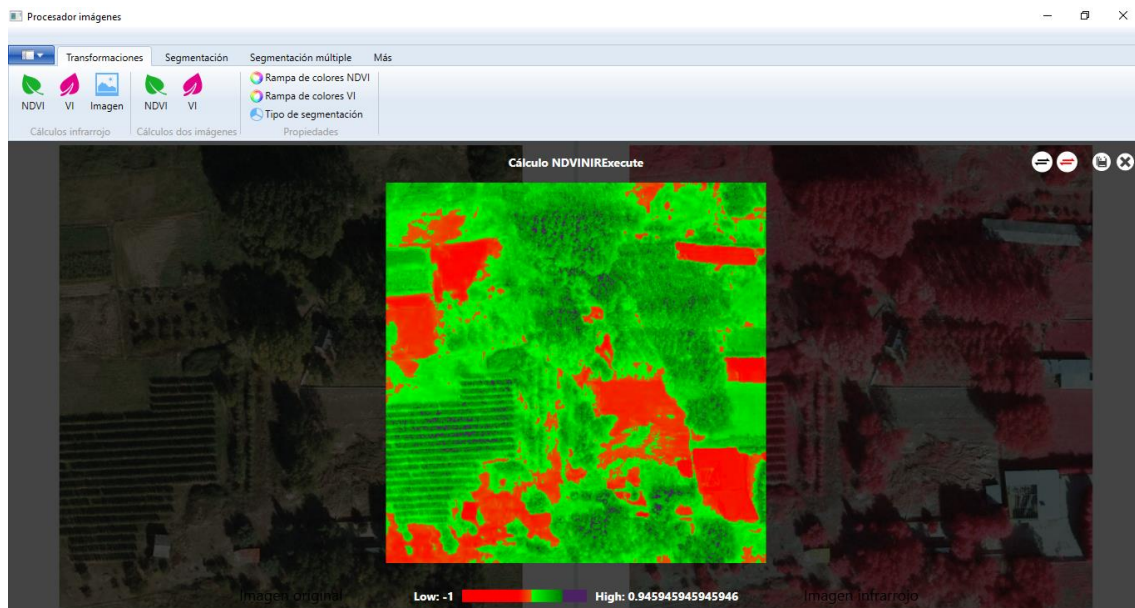 Procesador imágenes
Transformaciones Segmentación Segmentación múltiple Más
NDVI VI Imagen NDVI VI
Rampa de colores NDVI
Rampa de colores VI
Tipo de segmentación
Cálculos infrarrojo Cálculos dos imágenes Propiedades
Cálculo NDVINIRExecute
Imagen original Low: -1 High: 0.945945945945946 Imagen infrarrojo